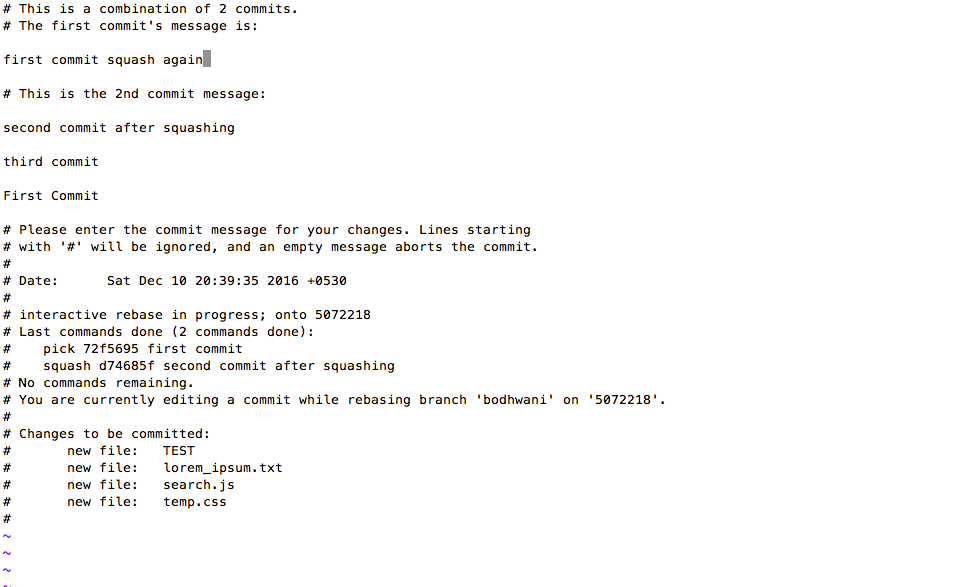 # This is a combination of 2 commits.
# The first commit's message is:

first commit squash again

# This is the 2nd commit message:

second commit after squashing

third commit

First Commit

# Please enter the commit message for your changes. Lines starting
# with '#' will be ignored, and an empty message aborts the commit.
#
# Date:      Sat Dec 10 20:39:35 2016 +0530
#
# interactive rebase in progress; onto 5072218
# Last commands done (2 commands done):
#    pick 72f5695 first commit
#    squash d74685f second commit after squashing
# No commands remaining.
# You are currently editing a commit while rebasing branch 'bodhwani' on '5072218'.
#
# Changes to be committed:
#       new file:   TEST
#       new file:   lorem_ipsum.txt
#       new file:   search.js
#       new file:   temp.css
#
~
~
~
~